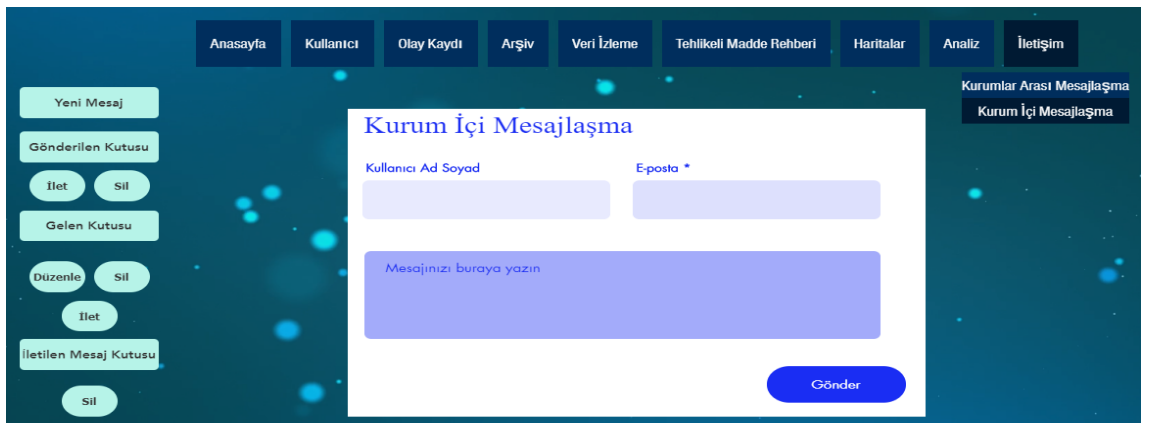 Anasayfa Kullanıcı Olay Kaydı Arşiv Veri İzleme Tehlikeli Madde Rehberi Haritalar Analiz İletişim
Kurumlar Arası Mesajlaşma
Kurum İçi Mesajlaşma
Yeni Mesaj
Gönderilen Kutusu
İlet Sil
Gelen Kutusu
Düzenle Sil
İlet
İletilen Mesaj Kutusu
Sil
Kurum İçi Mesajlaşma
Kullanıcı Ad Soyad E-posta *
Mesajınızı buraya yazın
Gönder